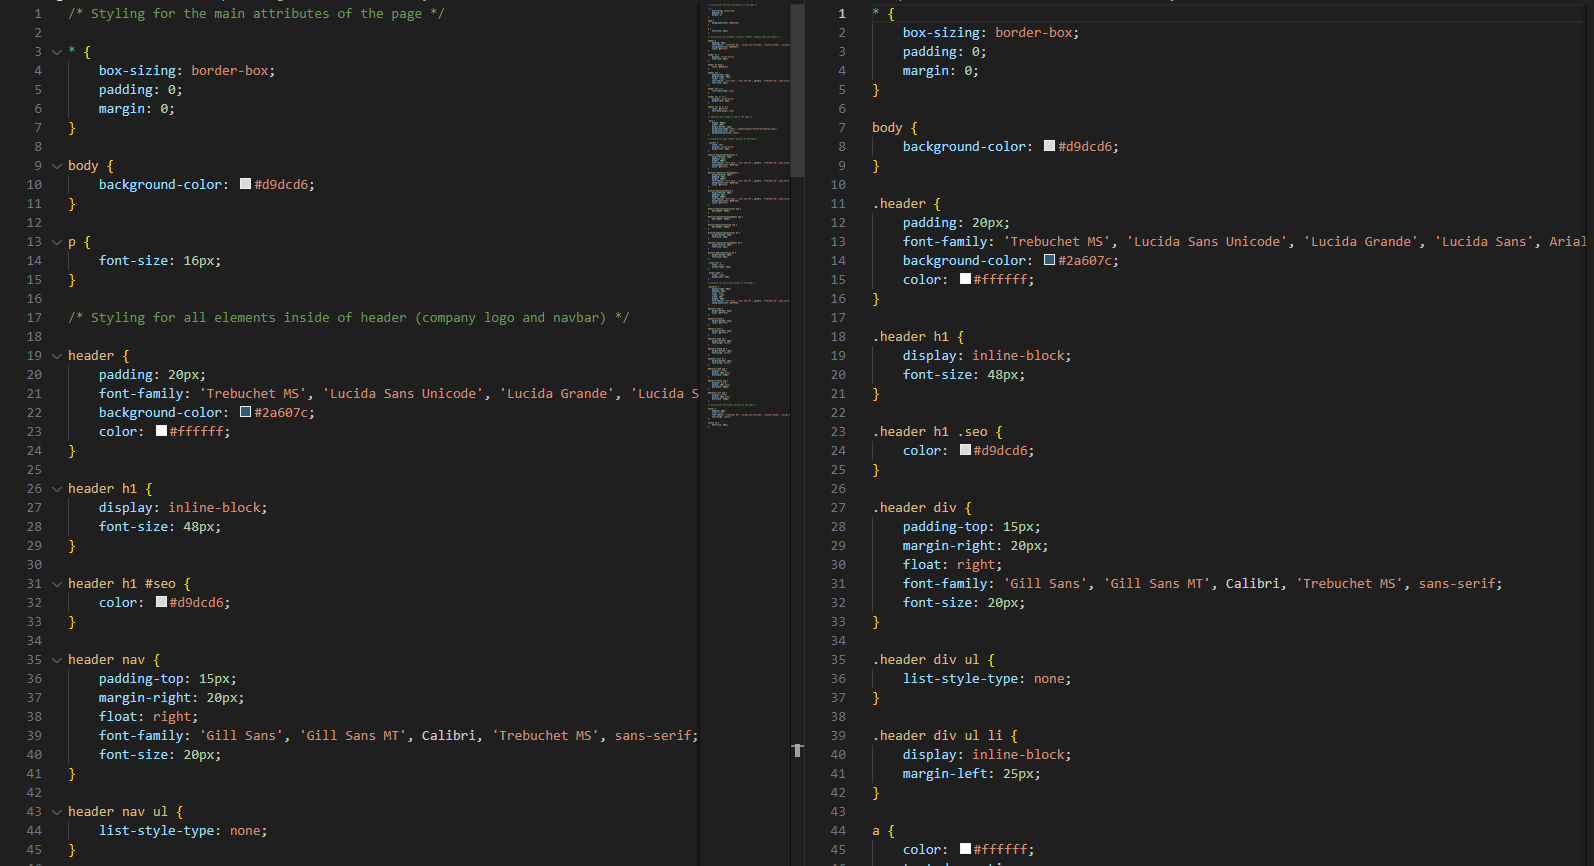 1 /* Styling for the main attributes of the page */
2
3 * {
4 box-sizing: border-box;
5 padding: 0;
6 margin: 0;
7 }
8
9 body {
10 background-color: #d9dcd6;
11 }
12
13 p {
14 font-size: 16px;
15 }
16
17 /* Styling for all elements inside of header (company logo and navbar) */
18
19 header {
20 padding: 20px;
21 font-family: 'Trebuchet MS', 'Lucida Sans Unicode', 'Lucida Grande', 'Lucida S
22 background-color: #2a607c;
23 color: #ffffff;
24 }
25
26 header h1 {
27 display: inline-block;
28 font-size: 48px;
29 }
30
31 header h1 #seo {
32 color: #d9dcd6;
33 }
34
35 header nav {
36 padding-top: 15px;
37 margin-right: 20px;
38 float: right;
39 font-family: 'Gill Sans', 'Gill Sans MT', Calibri, 'Trebuchet MS', sans-serif;
40 font-size: 20px;
41 }
42
43 header nav ul {
44 list-style-type: none;
45 }
1 * {
2 box-sizing: border-box;
3 padding: 0;
4 margin: 0;
5 }
6
7 body {
8 background-color: #d9dcd6;
9 }
10
11 .header {
12 padding: 20px;
13 font-family: 'Trebuchet MS', 'Lucida Sans Unicode', 'Lucida Grande', 'Lucida Sans', Arial
14 background-color: #2a607c;
15 color: #ffffff;
16 }
17
18 .header h1 {
19 display: inline-block;
20 font-size: 48px;
21 }
22
23 .header h1 .seo {
24 color: #d9dcd6;
25 }
26
27 .header div {
28 padding-top: 15px;
29 margin-right: 20px;
30 float: right;
31 font-family: 'Gill Sans', 'Gill Sans MT', Calibri, 'Trebuchet MS', sans-serif;
32 font-size: 20px;
33 }
34
35 .header div ul {
36 list-style-type: none;
37 }
38
39 .header div ul li {
40 display: inline-block;
41 margin-left: 25px;
42 }
43
44 a {
45 color: #ffffff;